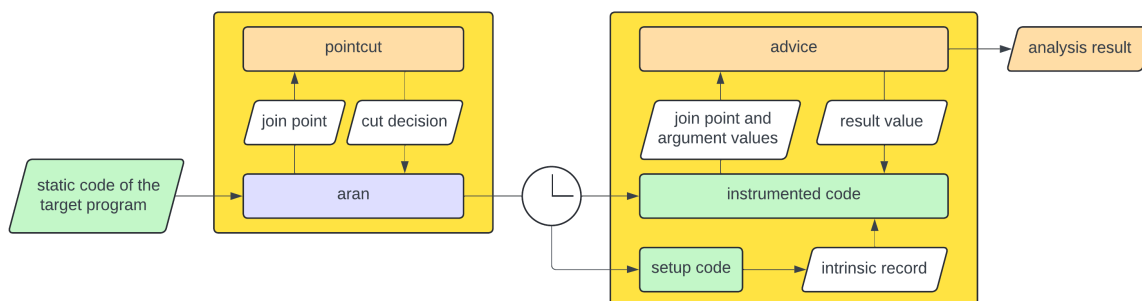 pointcut
join point
cut decision
static code of the
target program
aran
advice
analysis result
join point and
argument values
result value
instrumented code
setup code
intrinsic record